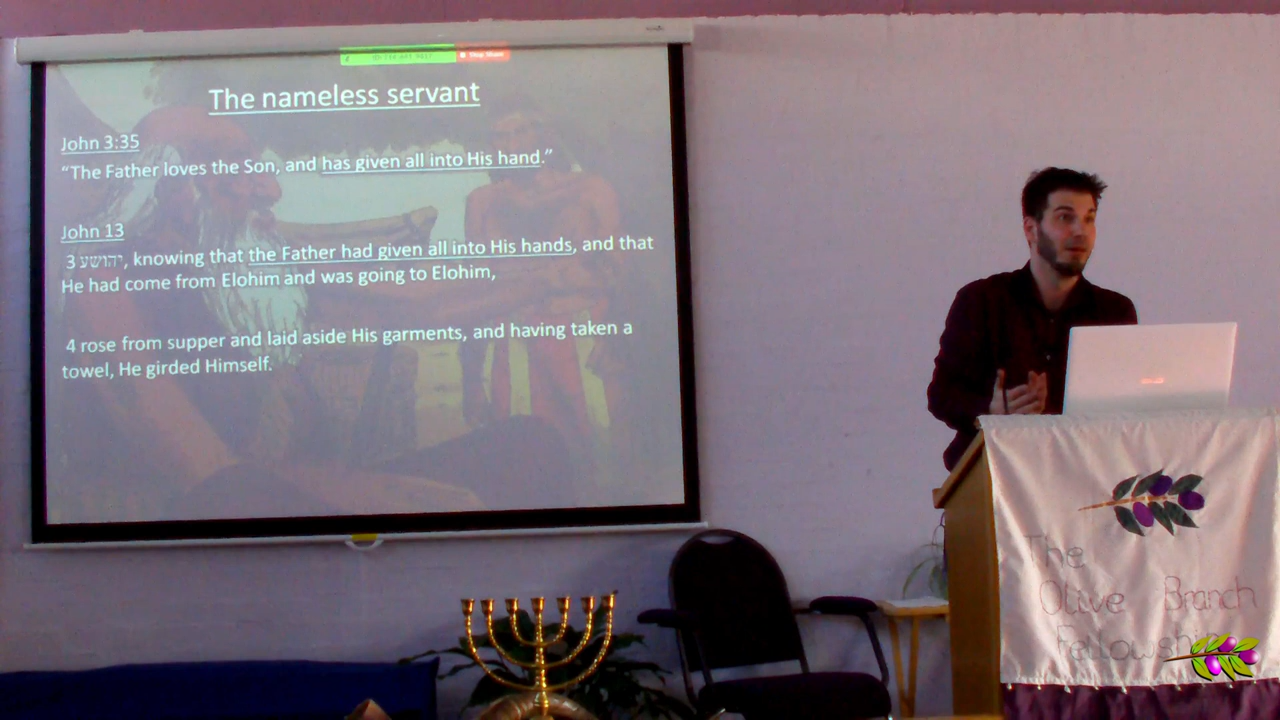 The nameless servant
John 3:35
“The Father loves the Son, and has given all into His hand.”
John 13
3 יהושע, knowing that the Father had given all into His hands, and that
He had come from Elohim and was going to Elohim,
4 rose from supper and laid aside His garments, and having taken a
towel, He girded Himself.
Stop Share
The
Olive Branch
Fellowship